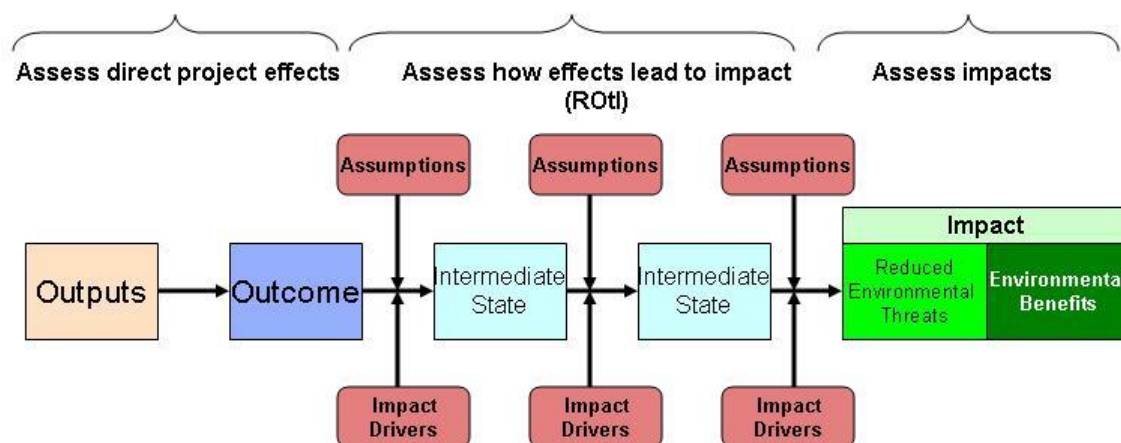 Assess direct project effects
Assess how effects lead to impact
(ROtI)
Assess impacts
Assumptions
Assumptions
Assumptions
Impact
Outputs
Outcome
Intermediate
State
Intermediate
State
Reduced
Environmental
Threats
Environmental
Benefits
Impact
Drivers
Impact
Drivers
Impact
Drivers